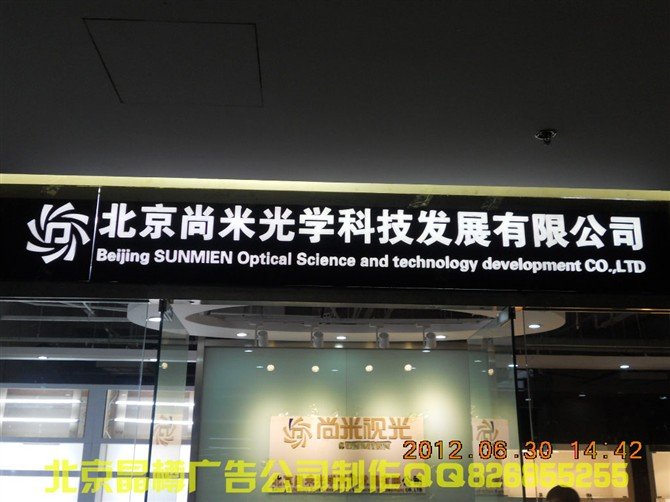 北京尚米光学科技发展有限公司
Beijing SUNMIEN Optical Science and technology development CO.,LTD
尚米视光
SUNMIEN
2012.06.30 14:42
北京晶樽广告公司制作QQ826855255